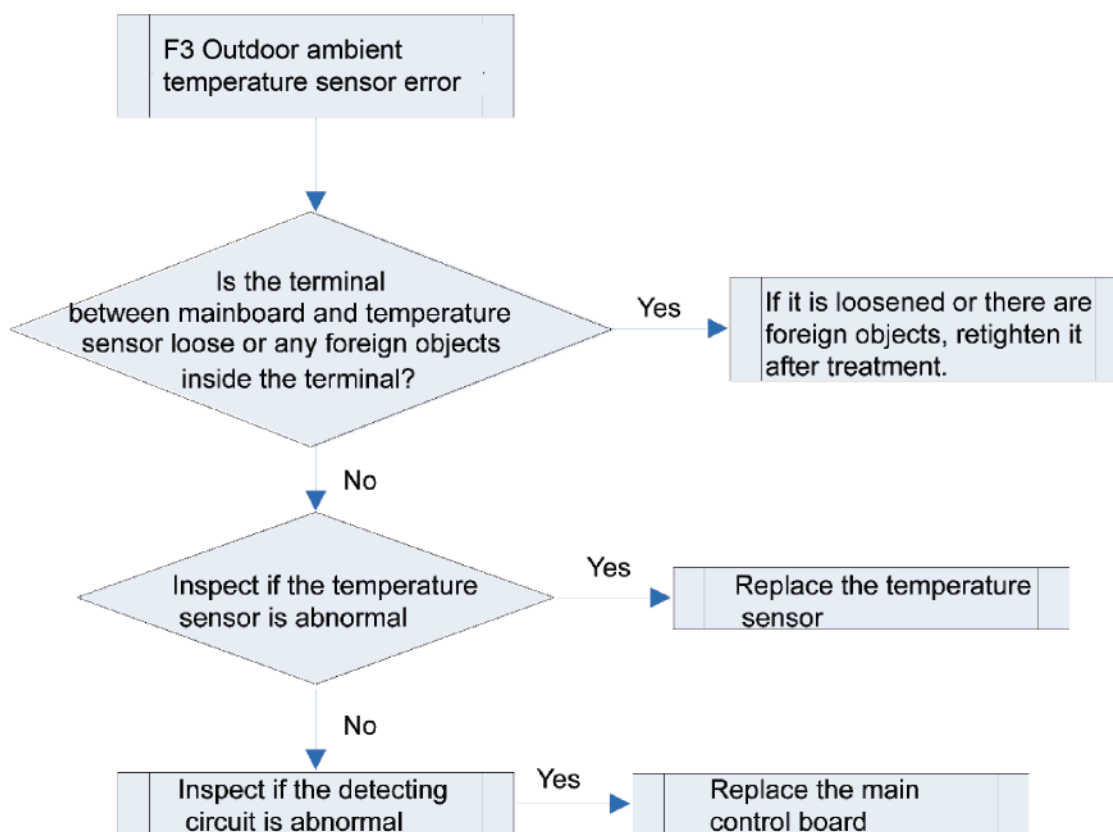 F3 Outdoor ambient
temperature sensor error
Is the terminal
between mainboard and temperature
sensor loose or any foreign objects
inside the terminal?
Yes
If it is loosened or there are
foreign objects, retighten it
after treatment.
No
Inspect if the temperature
sensor is abnormal
Yes
Replace the temperature
sensor
No
Inspect if the detecting
circuit is abnormal
Yes
Replace the main
control board